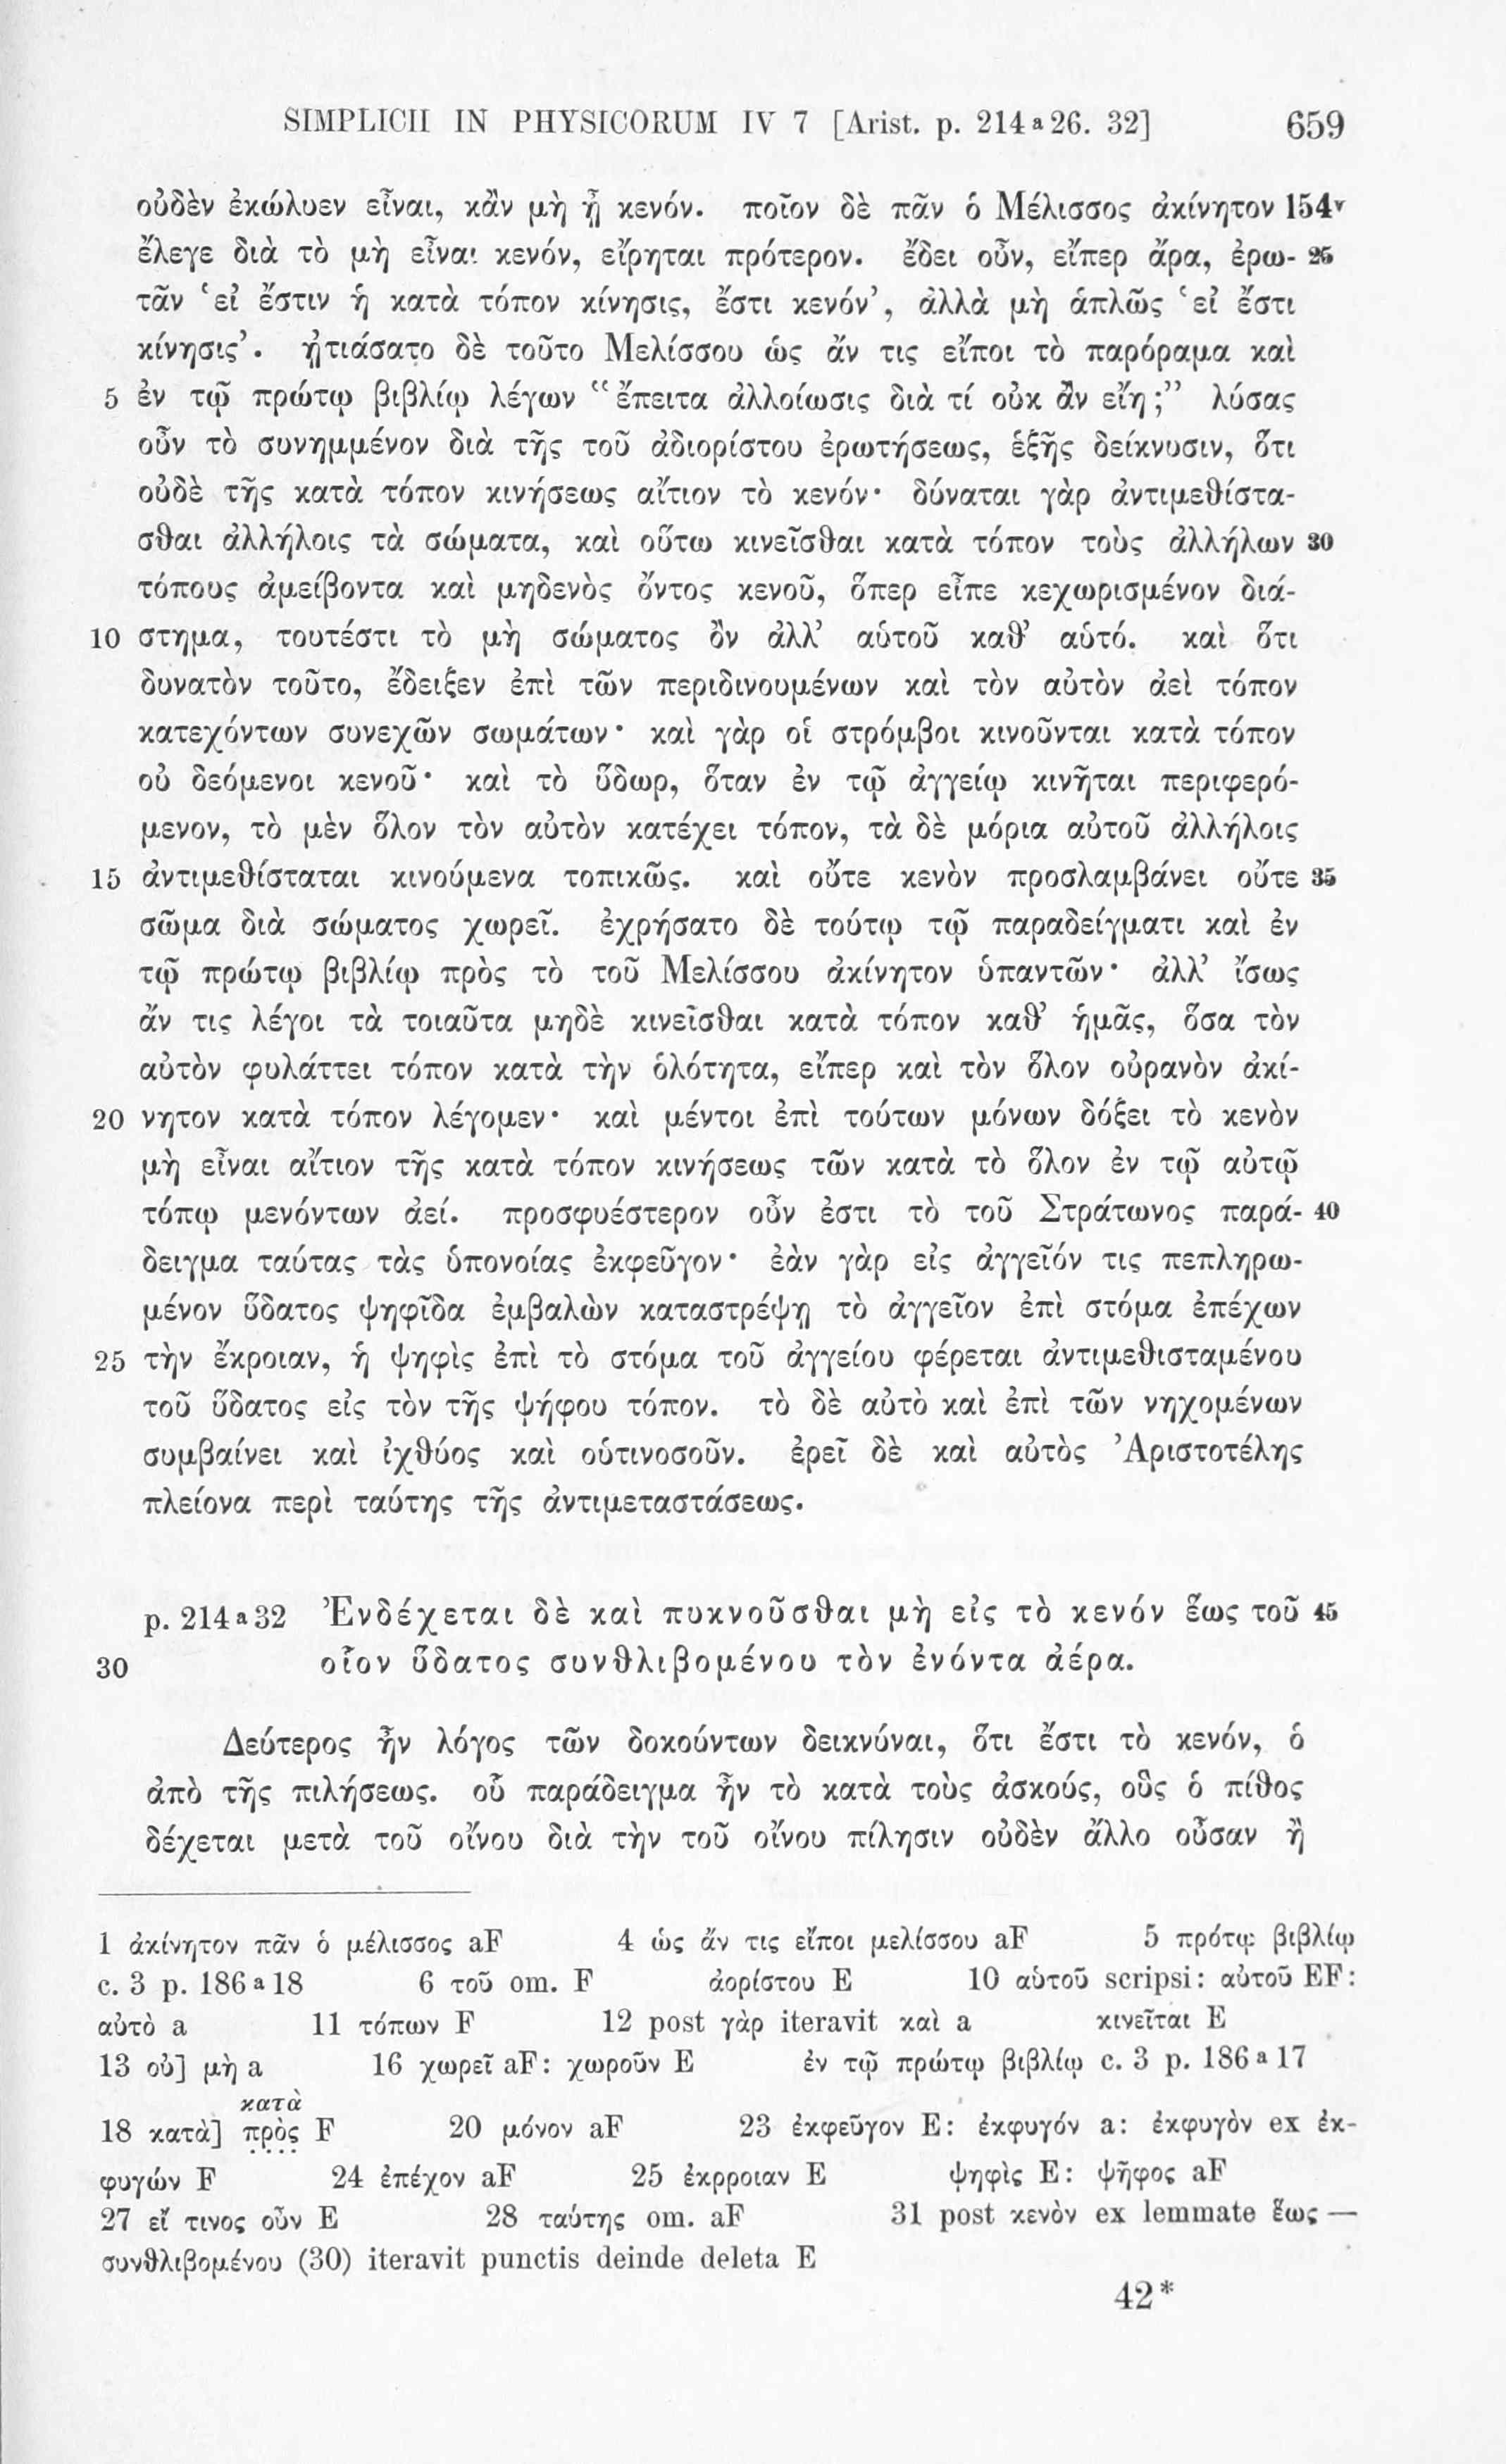 SIMPLICII IN PHYSICORUM IV 7 [Arist. p. 214 a 26. 32] 659
οὐδὲν ἐκώλυεν εἶναι, κἂν μὴ ᾖ κενόν. ποῖον δὲ πᾶν ὁ Μέλισσος ἀκίνητον 154v
ἔλεγε διὰ τὸ μὴ εἶναι κενόν, εἴρηται πρότερον. ἔδει οὖν, εἴπερ ἄρα, ἐρω- 25
τᾶν ‘εἰ ἔστιν ἡ κατὰ τόπον κίνησις, ἔστι κενόν’, ἀλλὰ μὴ ἁπλῶς ‘εἰ ἔστι
κίνησις’. ᾐτιάσατο δὲ τοῦτο Μελίσσου ὡς ἄν τις εἴποι τὸ παρόραμα καὶ
5 ἐν τῷ πρώτῳ βιβλίῳ λέγων “ἔπειτα ἀλλοίωσις διὰ τί οὐκ ἂν εἴη;” λύσας
οὖν τὸ συνημμένον διὰ τῆς τοῦ ἀδιορίστου ἐρωτήσεως, ἑξῆς δείκνυσιν, ὅτι
οὐδὲ τῆς κατὰ τόπον κινήσεως αἴτιον τὸ κενόν· δύναται γὰρ ἀντιμεθίστα-
σθαι ἀλλήλοις τὰ σώματα, καὶ οὕτω κινεῖσθαι κατὰ τόπον τοὺς ἀλλήλων 30
τόπους ἀμείβοντα καὶ μηδενὸς ὄντος κενοῦ, ὅπερ εἶπε κεχωρισμένον διά-
10 στημα, τουτέστι τὸ μὴ σώματος ὂν ἀλλ’ αὑτοῦ καθ’ αὑτό. καὶ ὅτι
δυνατὸν τοῦτο, ἔδειξεν ἐπὶ τῶν περιδινουμένων καὶ τὸν αὐτὸν ἀεὶ τόπον
κατεχόντων συνεχῶν σωμάτων· καὶ γὰρ οἱ στρόμβοι κινοῦνται κατὰ τόπον
οὐ δεόμενοι κενοῦ· καὶ τὸ ὕδωρ, ὅταν ἐν τῷ ἀγγείῳ κινῆται περιφερό-
μενον, τὸ μὲν ὅλον τὸν αὐτὸν κατέχει τόπον, τὰ δὲ μόρια αὐτοῦ ἀλλήλοις
15 ἀντιμεθίσταται κινούμενα τοπικῶς. καὶ οὔτε κενὸν προσλαμβάνει οὔτε 35
σῶμα διὰ σώματος χωρεῖ. ἐχρήσατο δὲ τούτῳ τῷ παραδείγματι καὶ ἐν
τῷ πρώτῳ βιβλίῳ πρὸς τὸ τοῦ Μελίσσου ἀκίνητον ὑπαντῶν· ἀλλ’ ἴσως
ἄν τις λέγοι τὰ τοιαῦτα μηδὲ κινεῖσθαι κατὰ τόπον καθ’ ἡμᾶς, ὅσα τὸν
αὐτὸν φυλάττει τόπον κατὰ τὴν ὁλότητα, εἴπερ καὶ τὸν ὅλον οὐρανὸν ἀκί-
20 νητον κατὰ τόπον λέγομεν· καὶ μέντοι ἐπὶ τούτων μόνων δόξει τὸ κενὸν
μὴ εἶναι αἴτιον τῆς κατὰ τόπον κινήσεως τῶν κατὰ τὸ ὅλον ἐν τῷ αὐτῷ
τόπῳ μενόντων ἀεί. προσφυέστερον οὖν ἐστι τὸ τοῦ Στράτωνος παρά- 40
δειγμα ταύτας τὰς ὑπονοίας ἐκφεῦγον· ἐὰν γὰρ εἰς ἀγγεῖόν τις πεπληρω-
μένον ὕδατος ψηφῖδα ἐμβαλὼν καταστρέψῃ τὸ ἀγγεῖον ἐπὶ στόμα ἐπέχων
25 τὴν ἔκροιαν, ἡ ψηφὶς ἐπὶ τὸ στόμα τοῦ ἀγγείου φέρεται ἀντιμεθισταμένου
τοῦ ὕδατος εἰς τὸν τῆς ψήφου τόπον. τὸ δὲ αὐτὸ καὶ ἐπὶ τῶν νηχομένων
συμβαίνει καὶ ἰχθύος καὶ οὑτινοσοῦν. ἐρεῖ δὲ καὶ αὐτὸς Ἀριστοτέλης
πλείονα περὶ ταύτης τῆς ἀντιμεταστάσεως.
p. 214 a 32 Ἐνδέχεται δὲ καὶ πυκνοῦσθαι μὴ εἰς τὸ κενόν ἕως τοῦ 45
30 οἷον ὕδατος συνθλιβομένου τὸν ἐνόντα ἀέρα.
Δεύτερος ἦν λόγος τῶν δοκούντων δεικνύναι, ὅτι ἔστι τὸ κενόν, ὁ
ἀπὸ τῆς πιλήσεως. οὗ παράδειγμα ἦν τὸ κατὰ τοὺς ἀσκούς, οὓς ὁ πίθος
δέχεται μετὰ τοῦ οἴνου διὰ τὴν τοῦ οἴνου πίλησιν οὐδὲν ἄλλο οὖσαν ἢ
1 ἀκίνητον πᾶν ὁ μέλισσος aF 4 ὡς ἄν τις εἴποι μελίσσου aF 5 πρότῳ βιβλίῳ
c. 3 p. 186 a 18 6 τοῦ om. F ἀορίστου E 10 αὑτοῦ scripsi: αὐτοῦ EF:
αὐτὸ a 11 τόπων F 12 post γὰρ iteravit καὶ a κινεῖται E
13 οὐ] μὴ a 16 χωρεῖ aF: χωροῦν E ἐν τῷ πρώτῳ βιβλίῳ c. 3 p. 186 a 17
κατὰ
18 κατὰ] πρὸς F 20 μόνον aF 23 ἐκφεῦγον E: ἐκφυγόν a: ἐκφυγὸν ex ἐκ-
φυγών F 24 ἐπέχον aF 25 ἐκρροιαν E ψηφὶς E: ψῆφος aF
27 εἴ τινος οὖν E 28 ταύτης om. aF 31 post κενὸν ex lemmate ἕως —
συνθλιβομένου (30) iteravit punctis deinde deleta E
42*